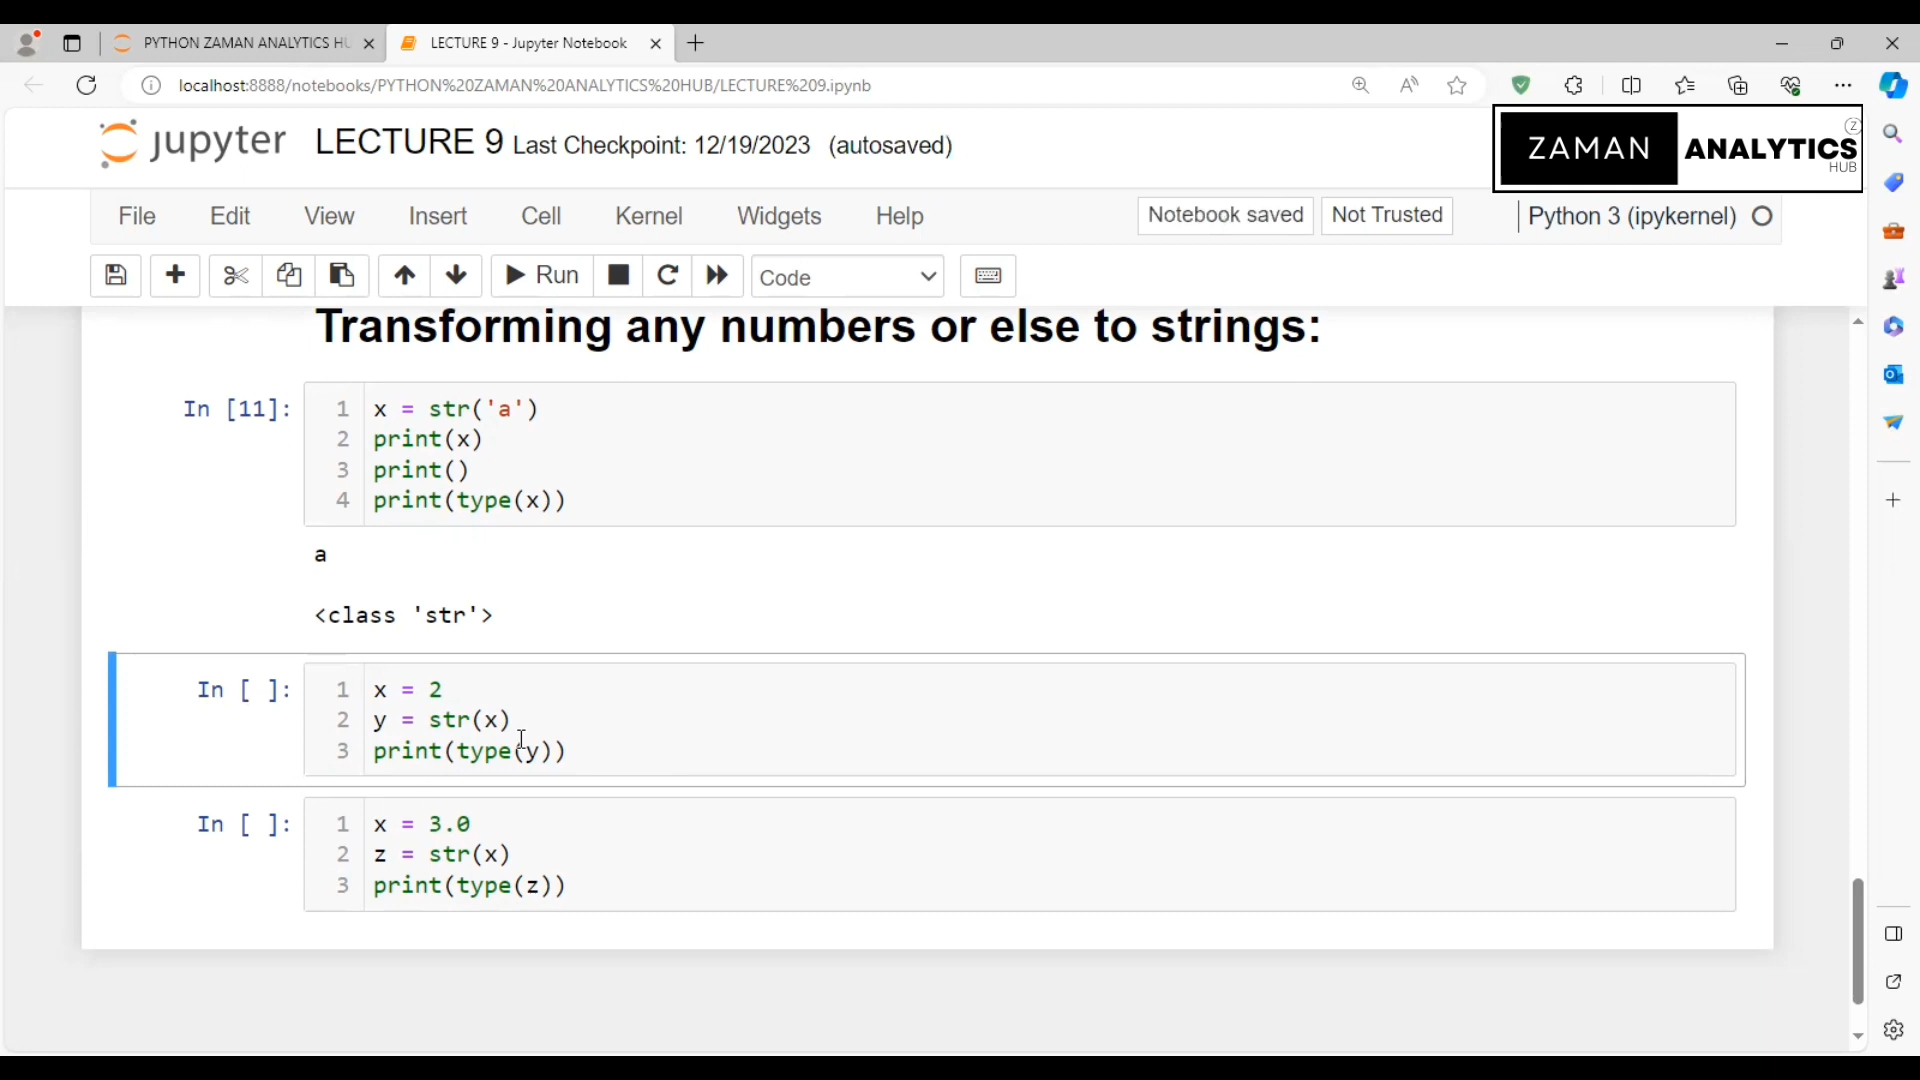 PYTHON ZAMAN ANALYTICS HU
LECTURE 9 - Jupyter Notebook
localhost:8888/notebooks/PYTHON%20ZAMAN%20ANALYTICS%20HUB/LECTURE%209.ipynb
jupyter LECTURE 9 Last Checkpoint: 12/19/2023 (autosaved)
ZAMAN ANALYTICS HUB
Z
File Edit View Insert Cell Kernel Widgets Help Notebook saved Not Trusted Python 3 (ipykernel)
Run Code
Transforming any numbers or else to strings:
In [11]: 1 x = str('a')
2 print(x)
3 print()
4 print(type(x))
a
<class 'str'>
In [ ]: 1 x = 2
2 y = str(x)
3 print(type(y))
In [ ]: 1 x = 3.0
2 z = str(x)
3 print(type(z))